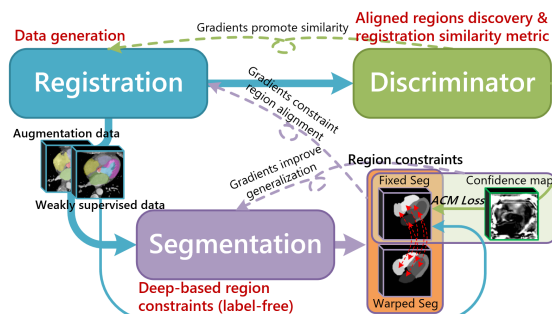 Gradients promote similarity
Aligned regions discovery &
registration similarity metric
Data generation
Registration
Discriminator
Gradients constraint
region alignment
Augmentation data
Weakly supervised data
Gradients improve
generalization
Region constraints
Fixed Seg
Confidence map
ACM Loss
Segmentation
Deep-based region
constraints (label-free)
Warped Seg